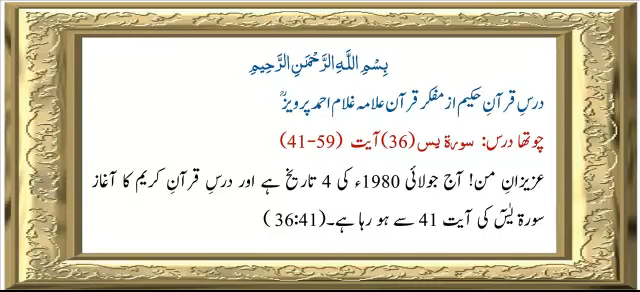 بِسْمِ اللَّهِ الرَّحْمَٰنِ الرَّحِيمِ
درسِ قرآنِ حکیم از مفکرِ قرآن علامہ غلام احمد پرویزؒ
چوتھا درس: سورۃ یس (36) آیت (59-41)
عزیزانِ من! آج جولائی 1980ء کی 4 تاریخ ہے اور درسِ قرآنِ کریم کا آغاز
سورۃ یٰسٓ کی آیت 41 سے ہو رہا ہے۔ (36:41)